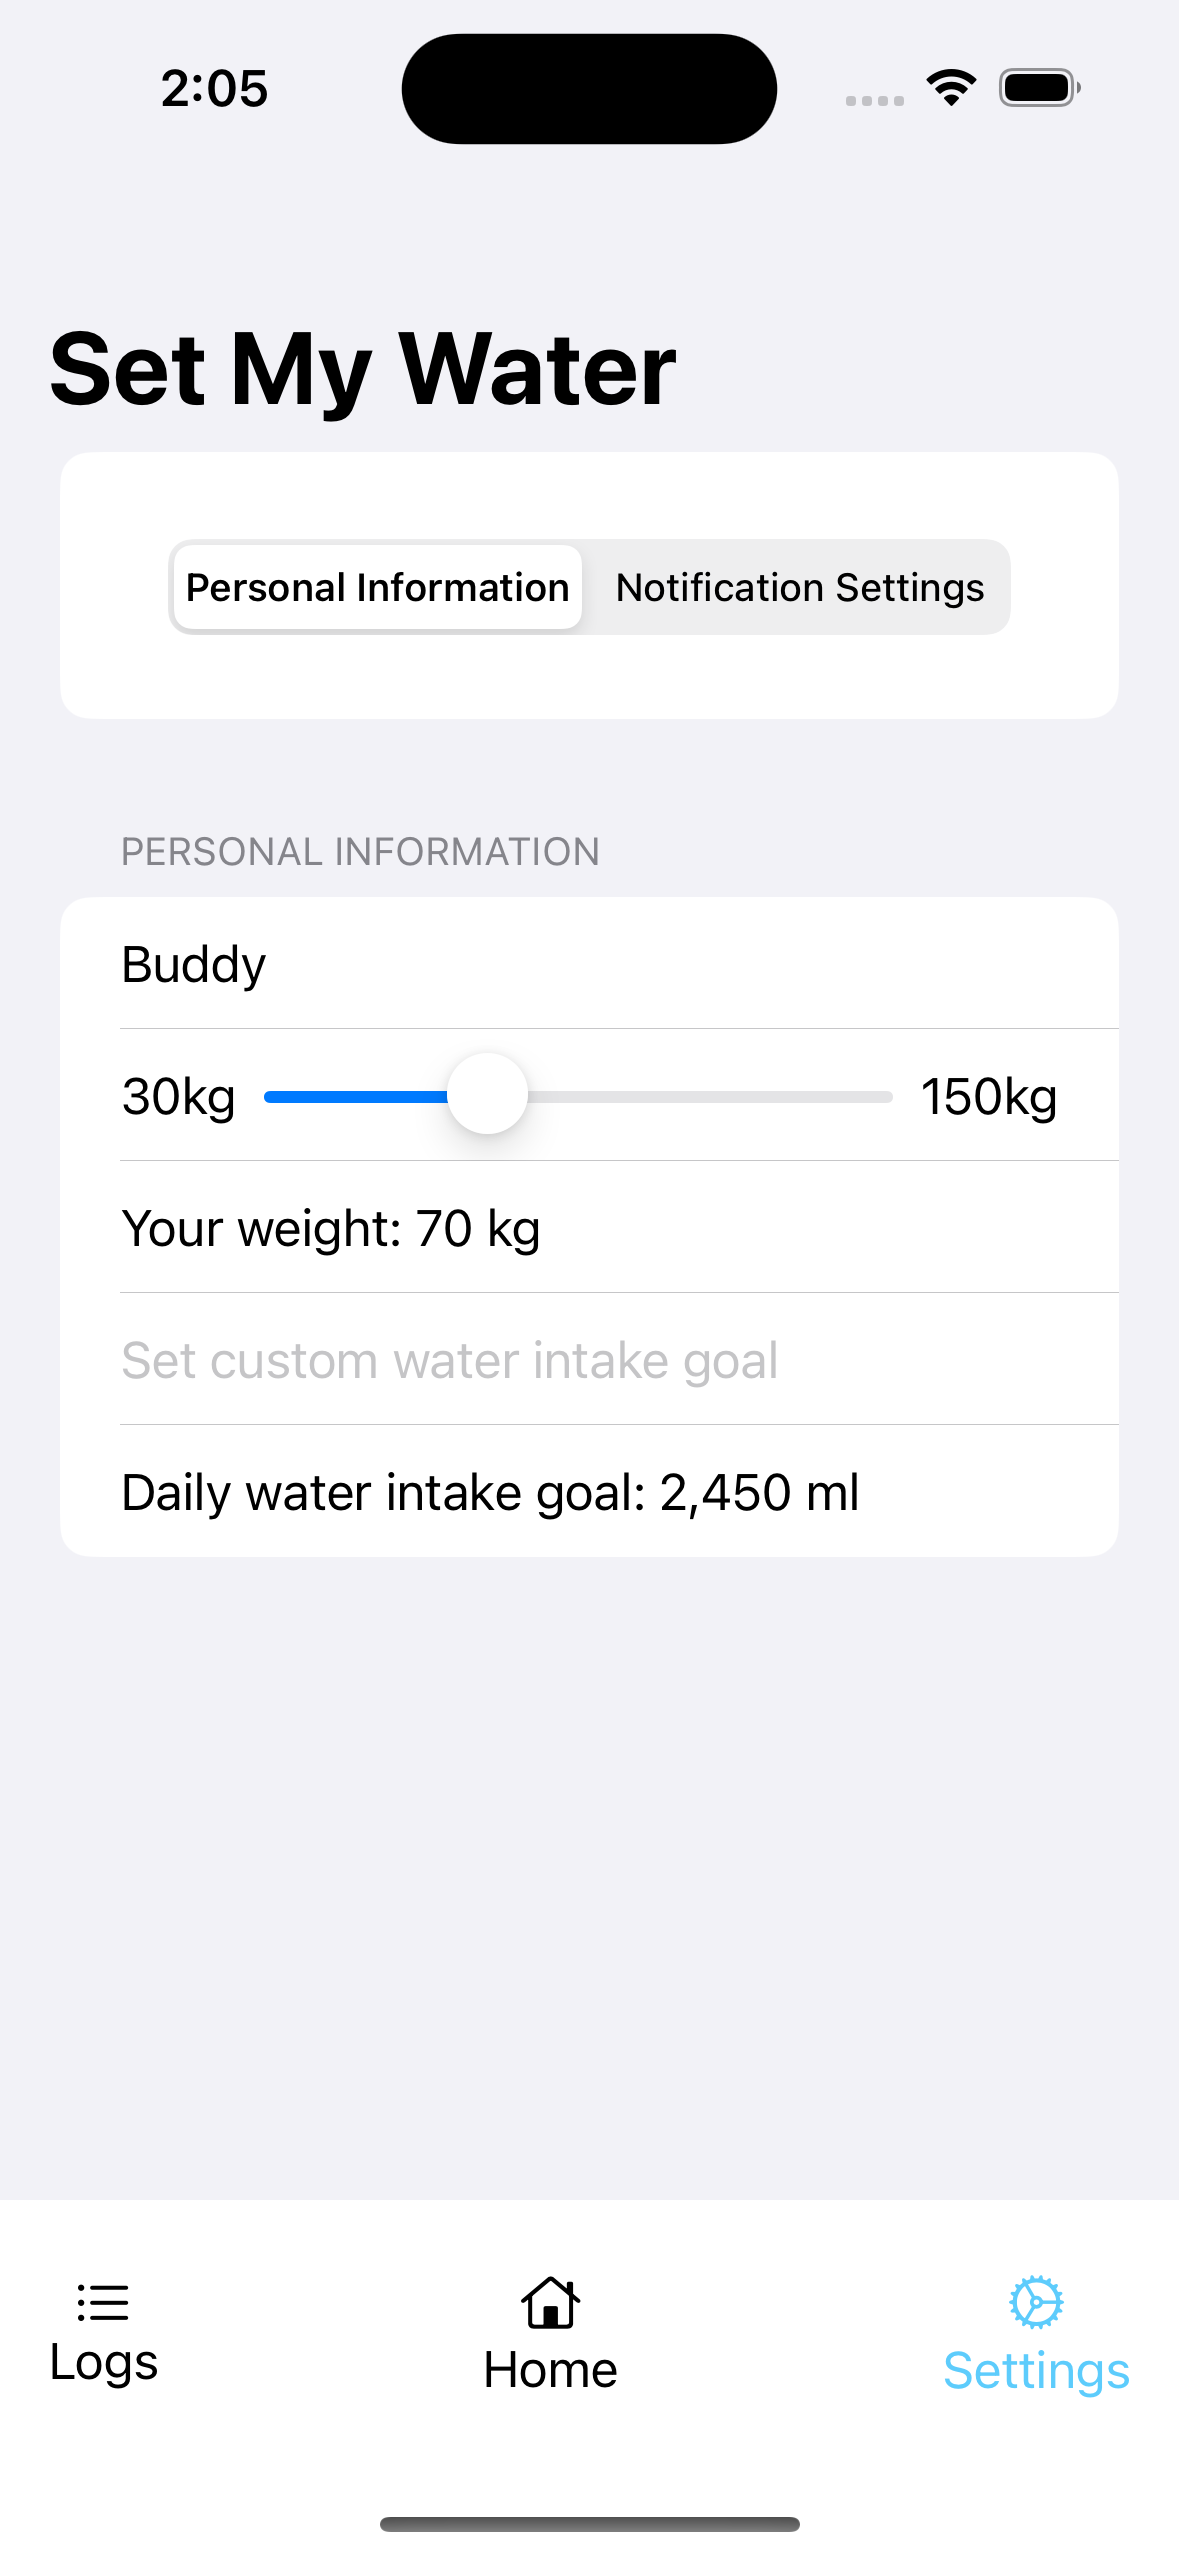 2:05
Set My Water
Personal Information Notification Settings
PERSONAL INFORMATION
Buddy
30kg 150kg
Your weight: 70 kg
Set custom water intake goal
Daily water intake goal: 2,450 ml
Logs Home Settings